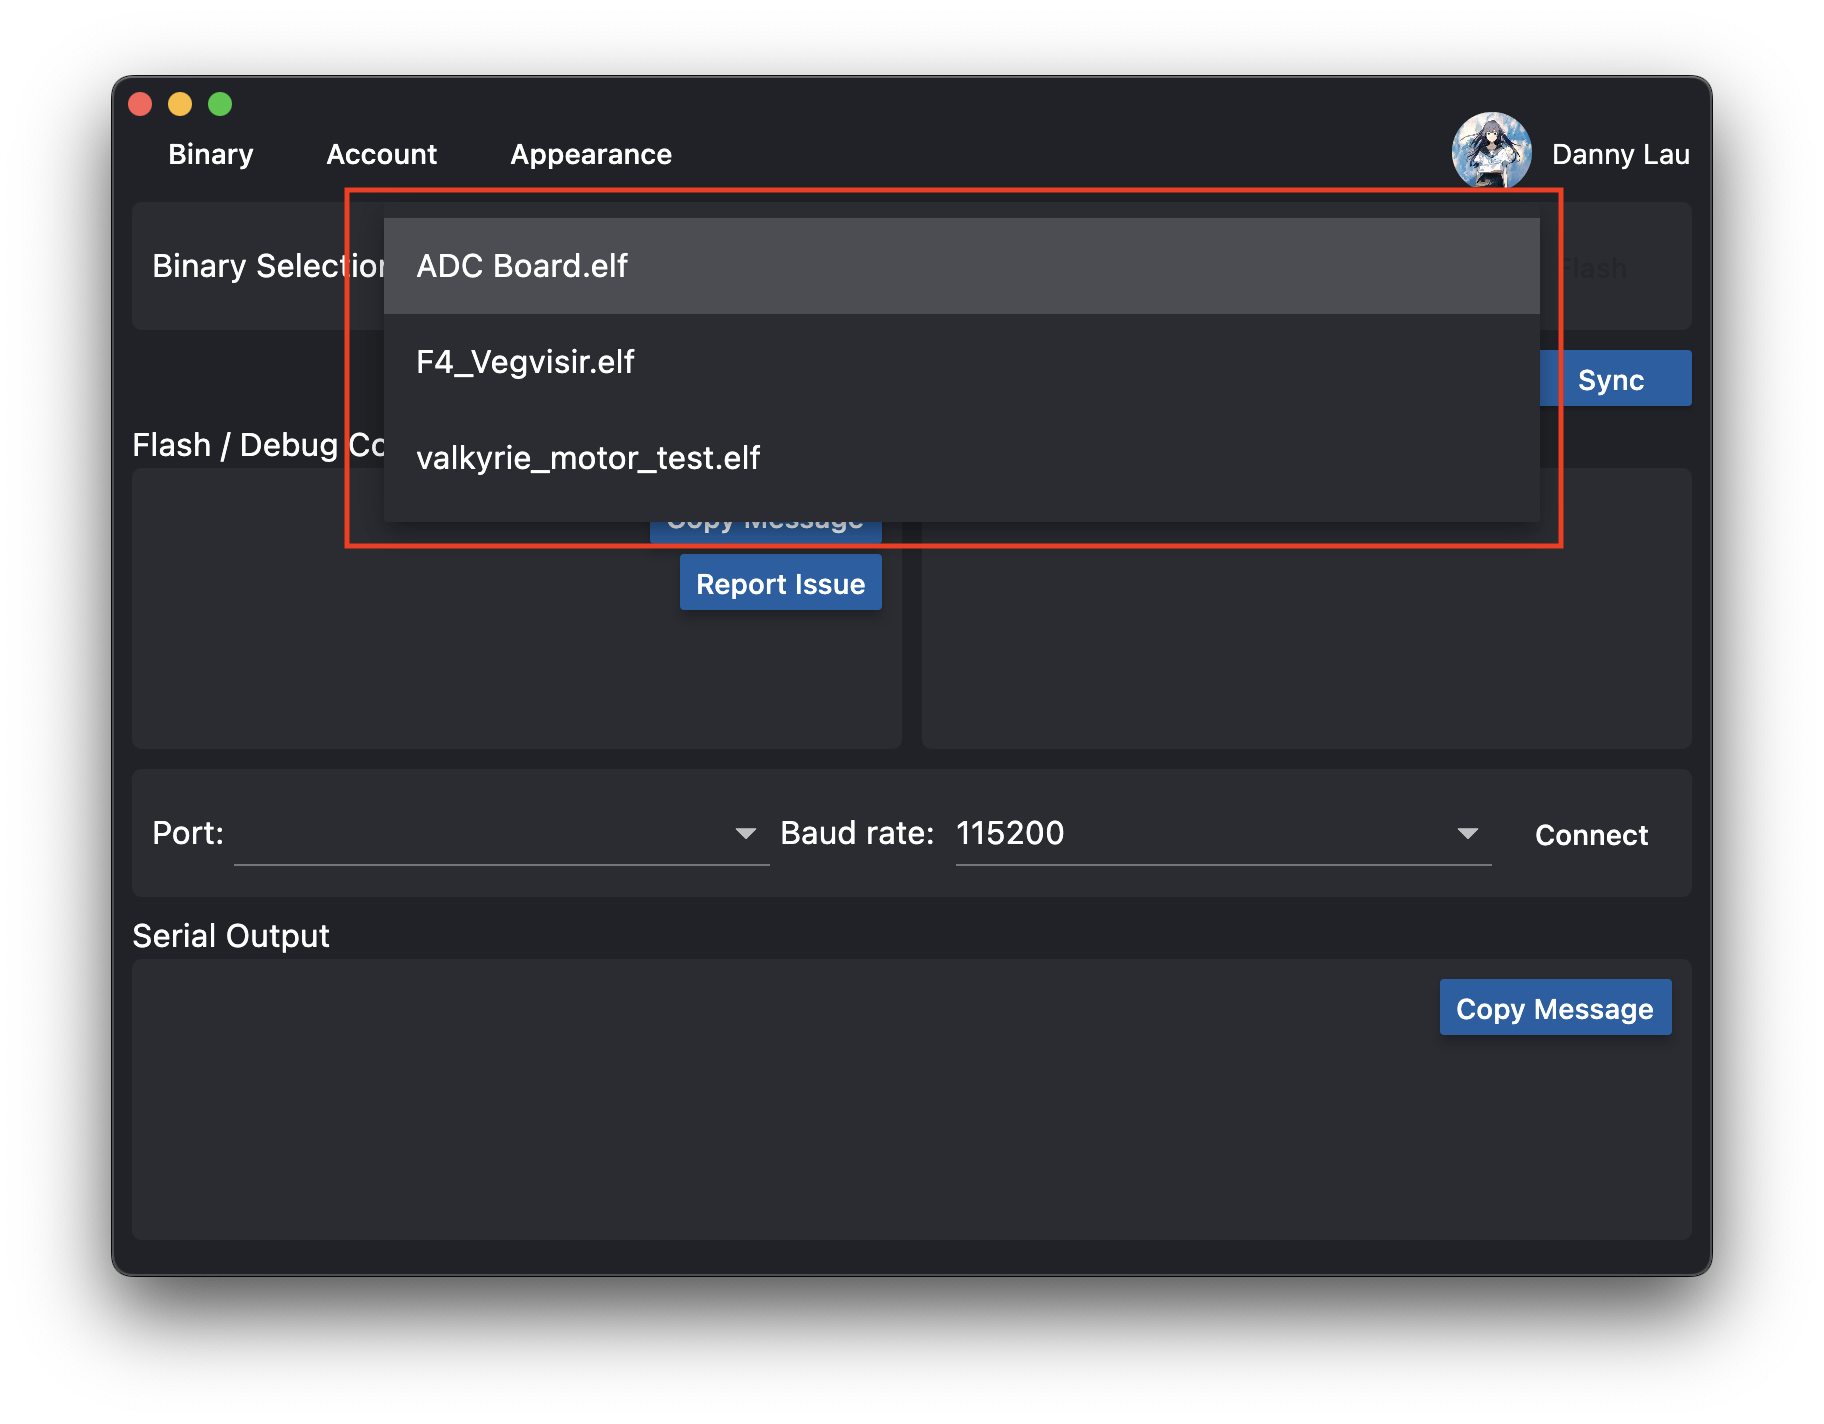 Binary Account Appearance Danny Lau
Binary Selection ADC Board.elf Flash
F4_Vegvisir.elf
Sync
Flash / Debug Co
valkyrie_motor_test.elf
Copy Message
Report Issue
Port: Baud rate: 115200 Connect
Serial Output
Copy Message